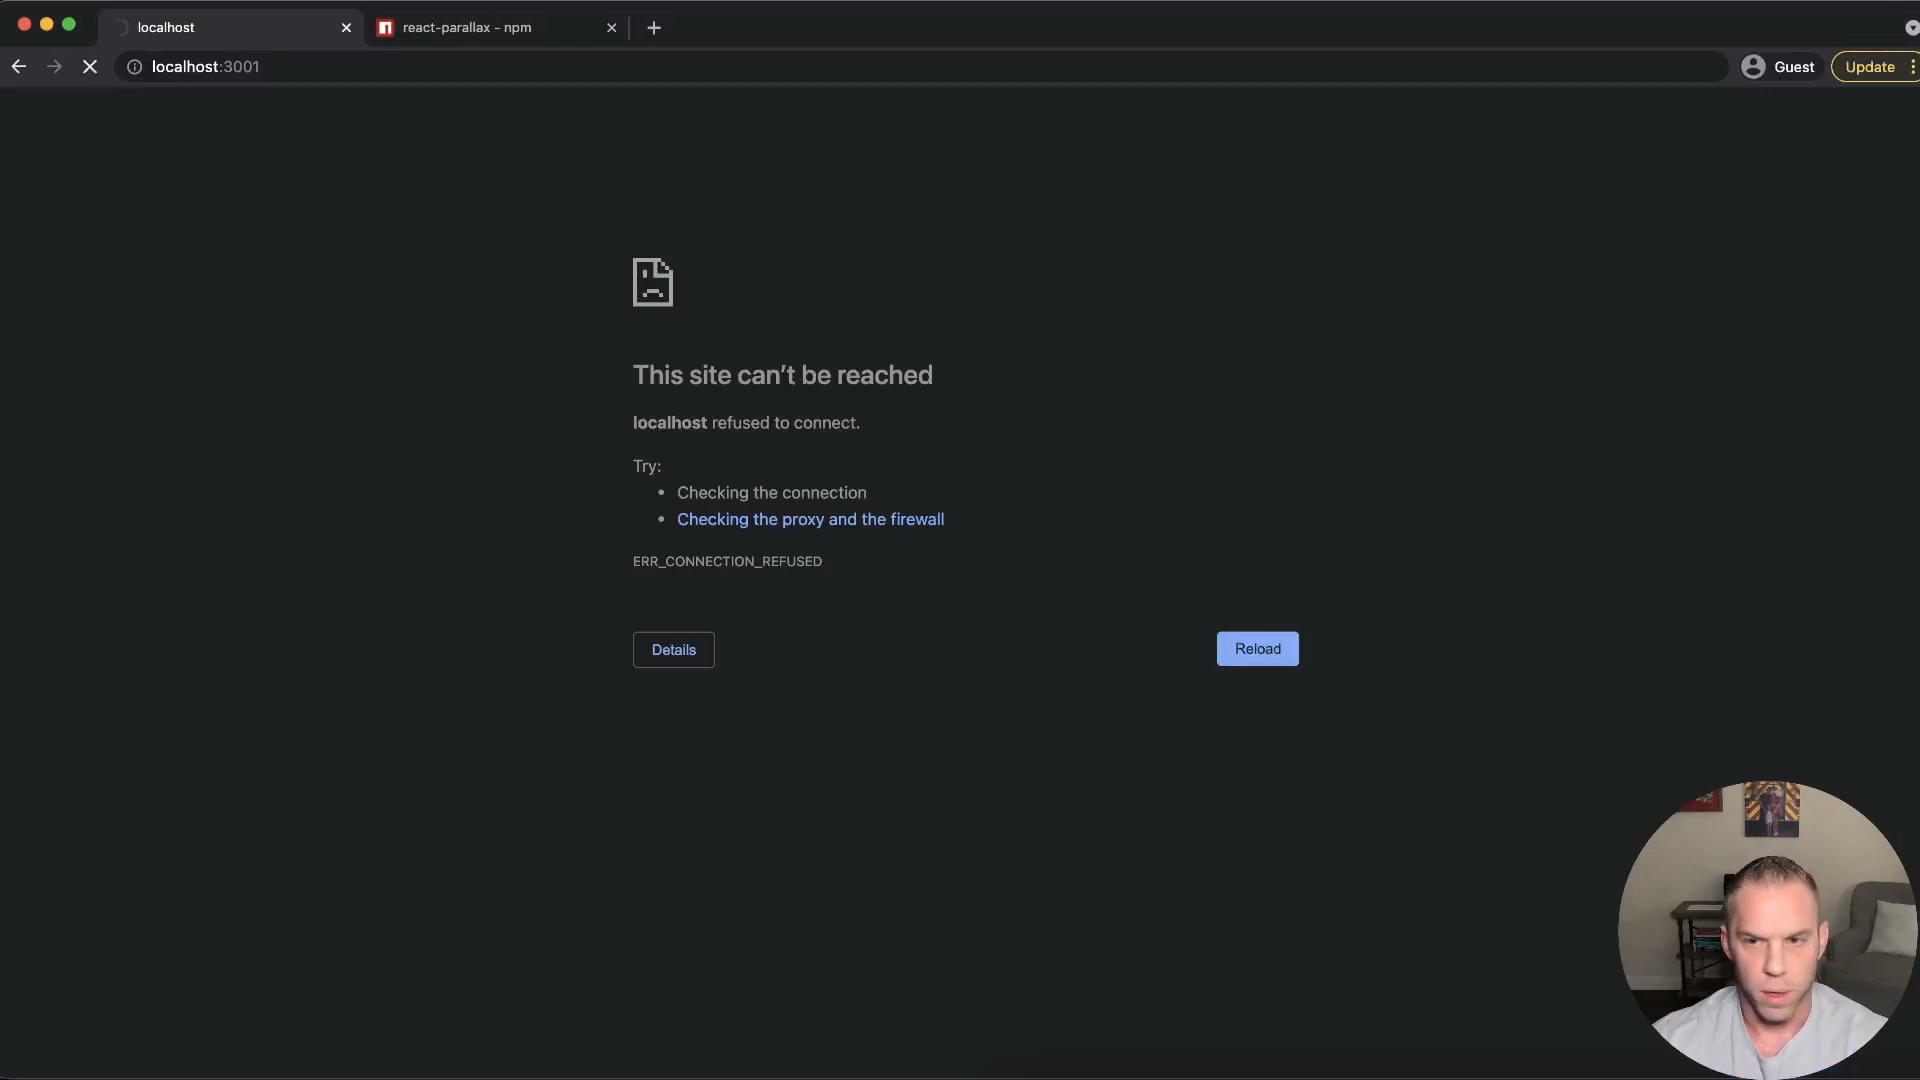 localhost
react-parallax - npm
localhost:3001
Guest
Update
This site can't be reached
localhost refused to connect.
Try:
• Checking the connection
• Checking the proxy and the firewall
ERR_CONNECTION_REFUSED
Details
Reload